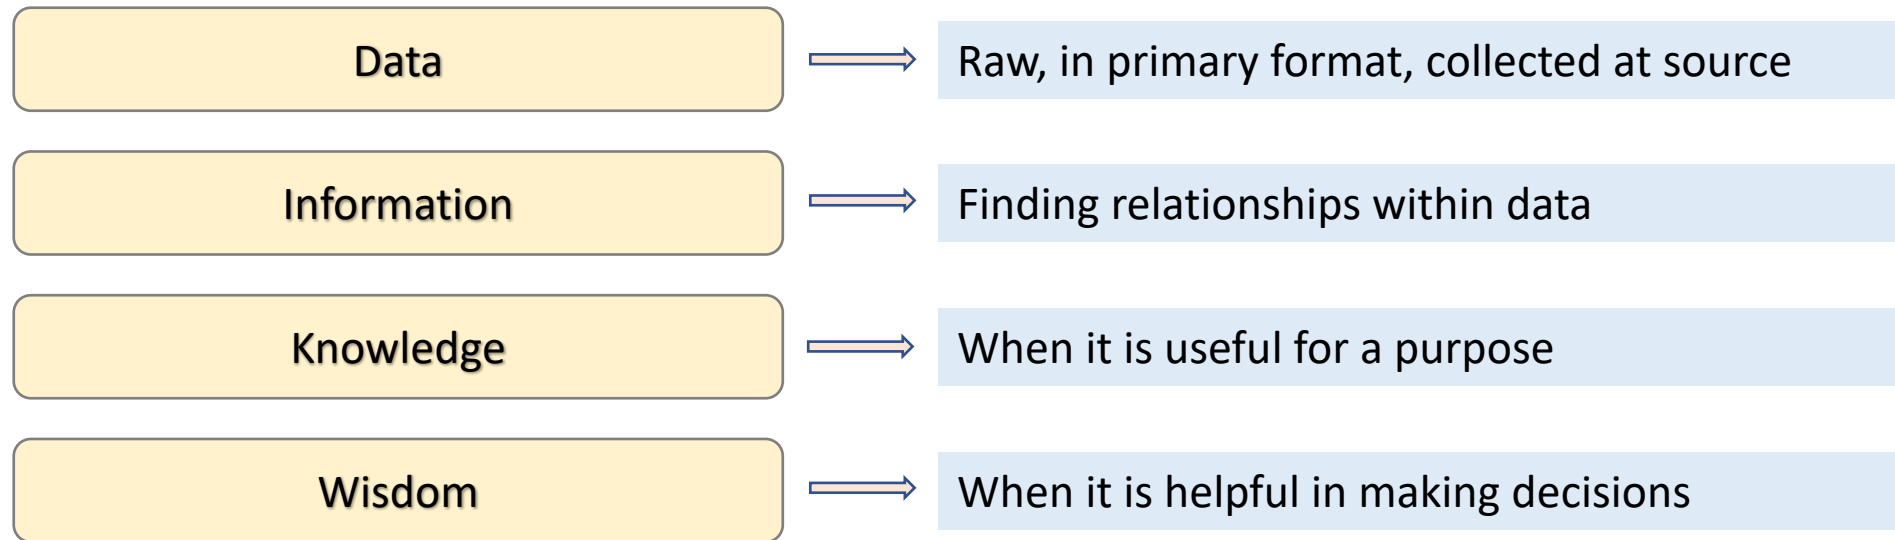 Data
Raw, in primary format, collected at source
Information
Finding relationships within data
Knowledge
When it is useful for a purpose
Wisdom
When it is helpful in making decisions